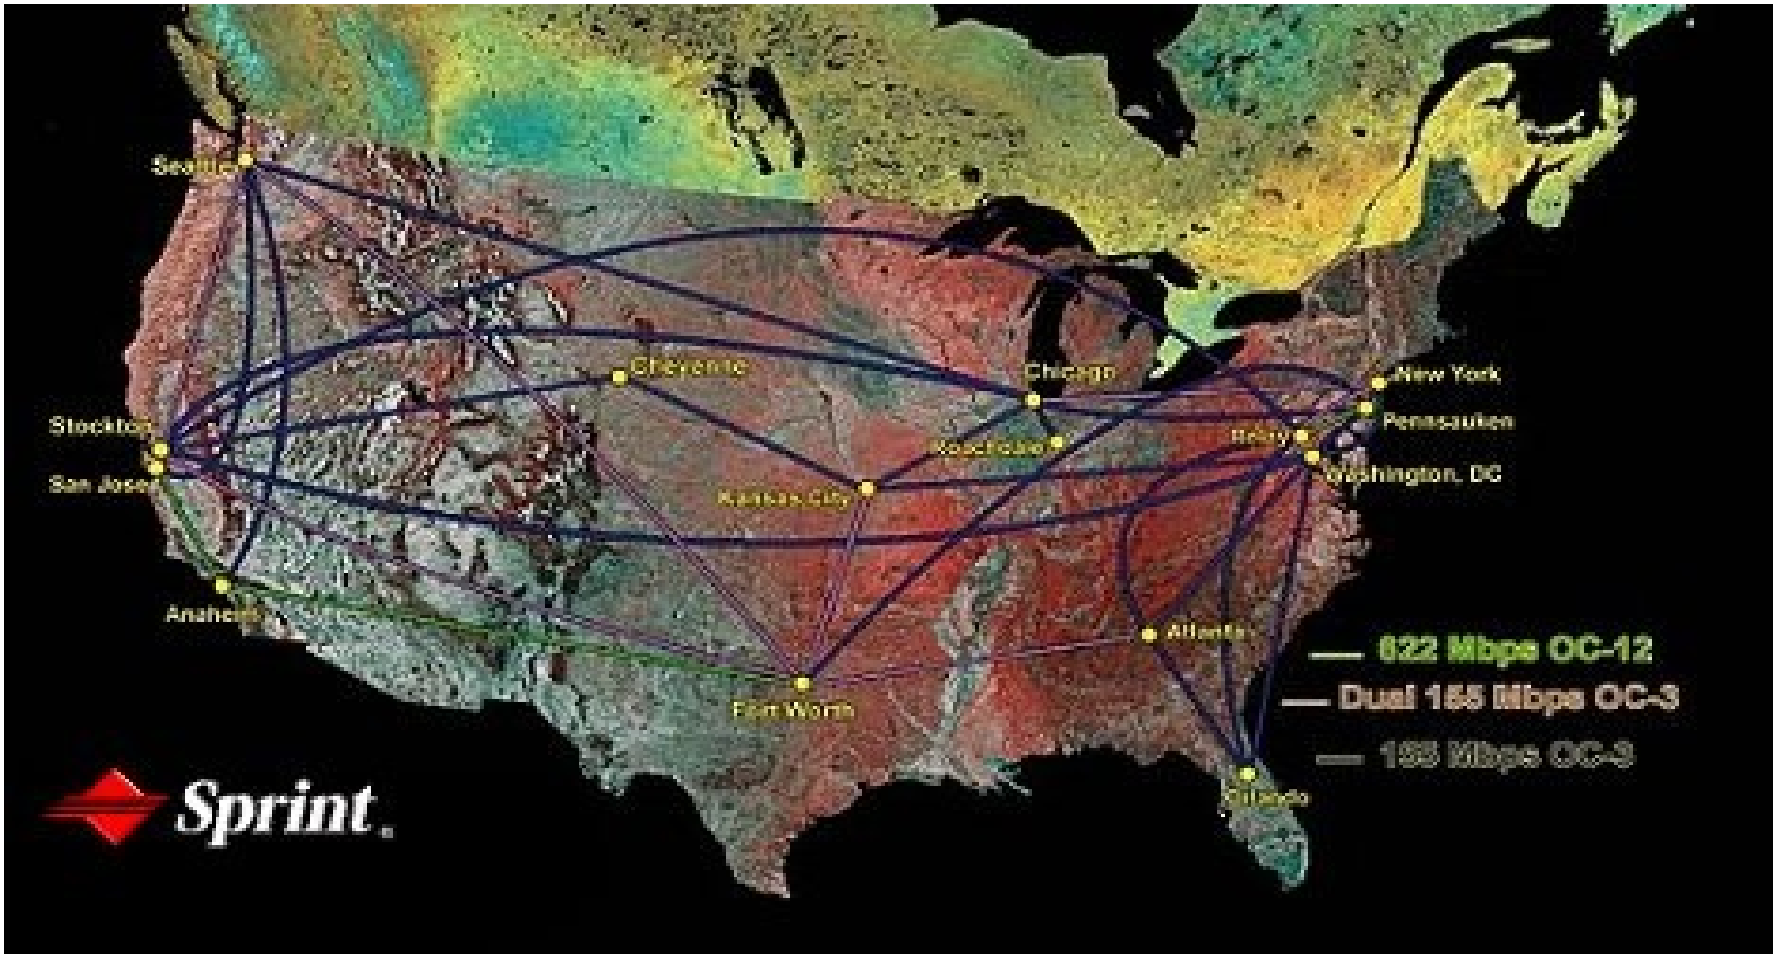 Seattle
Cheyenne
Chicago
New York
Stockton
Pennsauken
Roachdale
Relay
San Jose
Washington, DC
Kansas City
Anaheim
Atlanta
622 Mbps OC-12
Dual 155 Mbps OC-3
Fort Worth
155 Mbps OC-3
Orlando
Sprint.